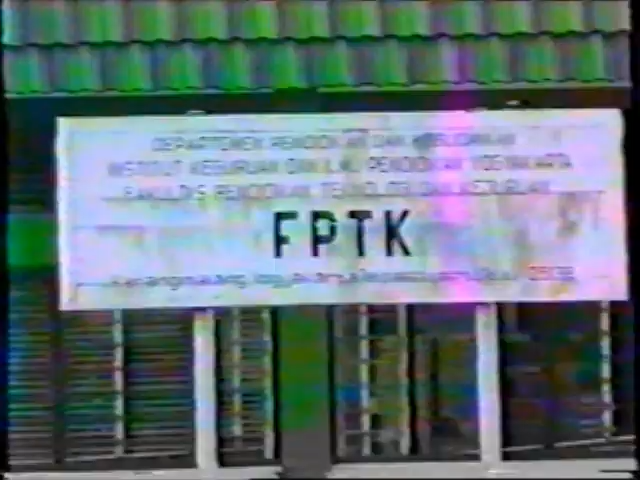 DEPARTEMEN PENDIDIKAN DAN KEBUDAYAAN
INSTITUT KEGURUAN DAN ILMU PENDIDIKAN YOGYAKARTA
FAKULTAS PENDIDIKAN TEKNOLOGI DAN KEJURUAN
FPTK